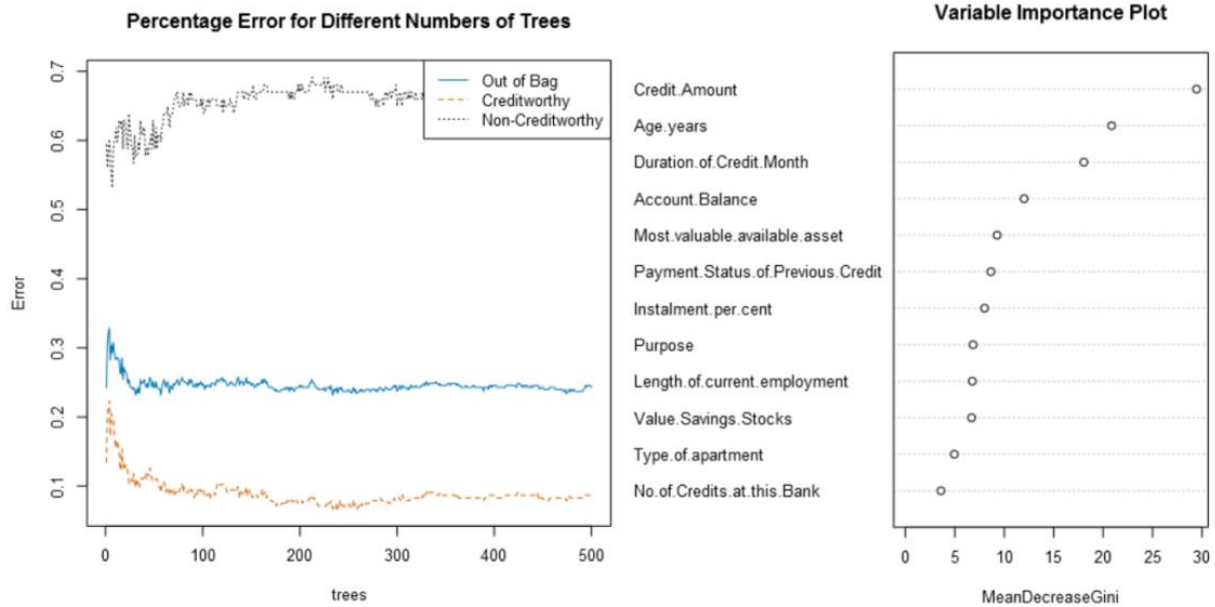 Percentage Error for Different Numbers of Trees
Error
0.7
0.6
0.5
0.4
0.3
0.2
0.1
Out of Bag
Creditworthy
Non-Creditworthy
0 100 200 300 400 500
trees
Variable Importance Plot
Credit.Amount
Age.years
Duration.of.Credit.Month
Account.Balance
Most.valuable.available.asset
Payment.Status.of.Previous.Credit
Instalment.per.cent
Purpose
Length.of.current.employment
Value.Savings.Stocks
Type.of.apartment
No.of.Credits.at.this.Bank
0 5 10 15 20 25 30
MeanDecreaseGini